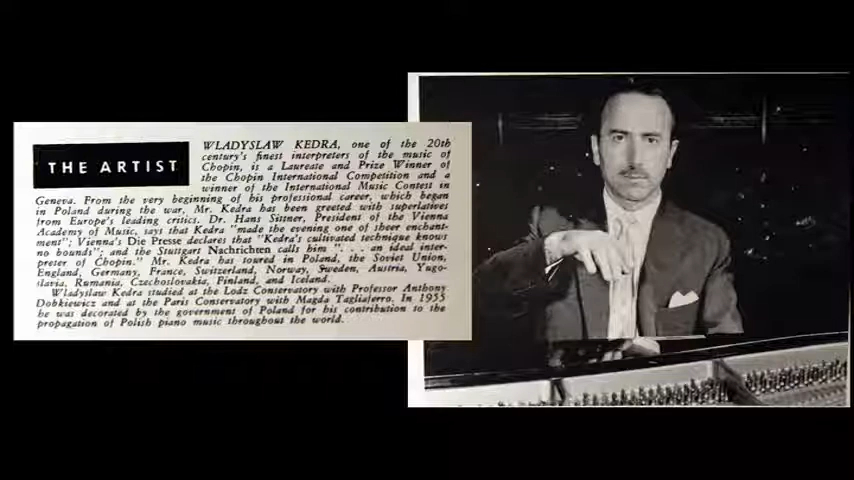 THE ARTIST
WLADYSLAW KEDRA, one of the 20th
century's finest interpreters of the music of
Chopin, is a Laureate and Prize Winner of
the Chopin International Competition and a
winner of the International Music Contest in
Geneva. From the very beginning of his professional career, which began
in Poland during the war, Mr. Kedra has been greeted with superlatives
from Europe's leading critics. Dr. Hans Sittner, President of the Vienna
Academy of Music, says that Kedra "made the evening one of sheer enchant-
ment"; Vienna's Die Presse declares that "Kedra's cultivated technique knows
no bounds"; and the Stuttgart Nachrichten calls him ". . . an ideal inter-
preter of Chopin." Mr. Kedra has toured in Poland, the Soviet Union,
England, Germany, France, Switzerland, Norway, Sweden, Austria, Yugo-
slavia, Rumania, Czechoslovakia, Finland, and Iceland.
Wladyslaw Kedra studied at the Lodz Conservatory with Professor Anthony
Dobkiewicz and at the Paris Conservatory with Magda Tagliaferro. In 1955
he was decorated by the government of Poland for his contribution to the
propagation of Polish piano music throughout the world.